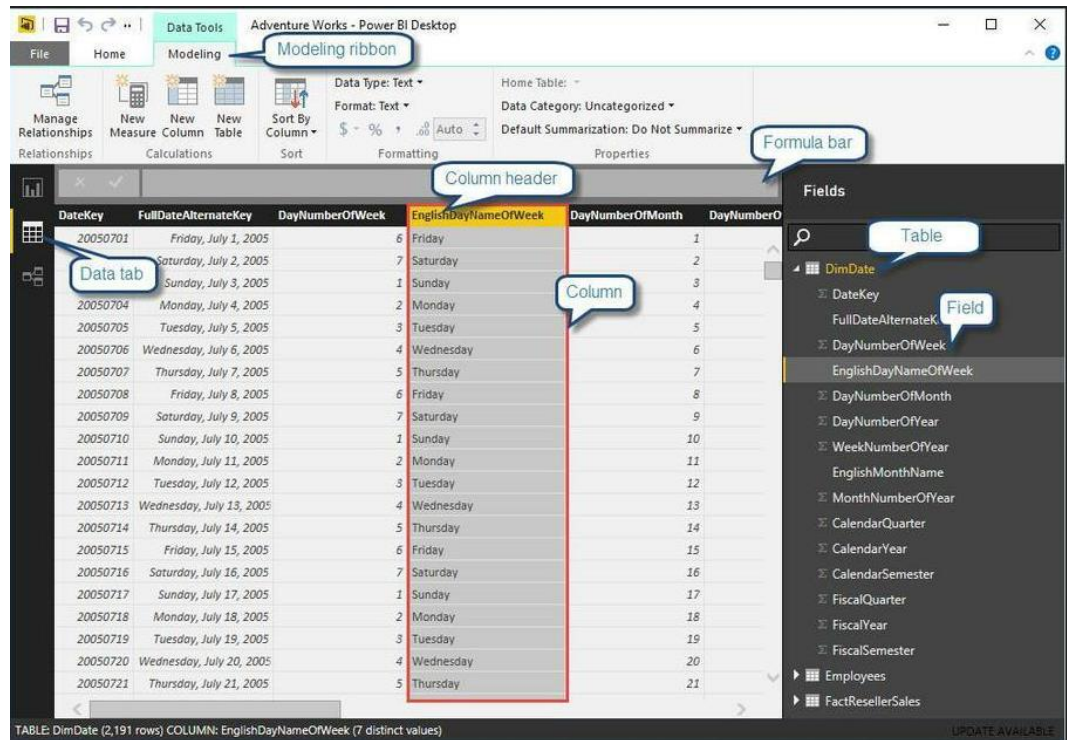 Data Tools Adventure Works - Power BI Desktop
File Home Modeling Modeling ribbon
Manage Relationships
New Measure
New Column
New Table
Sort By Column
Data Type: Text
Format: Text
$ % , .00 Auto
Home Table:
Data Category: Uncategorized
Default Summarization: Do Not Summarize
Relationships Calculations Sort Formatting Properties
Formula bar
Column header
Fields
DateKey FullDateAlternateKey DayNumberOfWeek EnglishDayNameOfWeek DayNumberOfMonth DayNumberO
20050701 Friday, July 1, 2005 6 Friday 1
Saturday, July 2, 2005 7 Saturday 2
Sunday, July 3, 2005 1 Sunday 3
20050704 Monday, July 4, 2005 2 Monday 4
20050705 Tuesday, July 5, 2005 3 Tuesday 5
20050706 Wednesday, July 6, 2005 4 Wednesday 6
20050707 Thursday, July 7, 2005 5 Thursday 7
20050708 Friday, July 8, 2005 6 Friday 8
20050709 Saturday, July 9, 2005 7 Saturday 9
20050710 Sunday, July 10, 2005 1 Sunday 10
20050711 Monday, July 11, 2005 2 Monday 11
20050712 Tuesday, July 12, 2005 3 Tuesday 12
20050713 Wednesday, July 13, 2005 4 Wednesday 13
20050714 Thursday, July 14, 2005 5 Thursday 14
20050715 Friday, July 15, 2005 6 Friday 15
20050716 Saturday, July 16, 2005 7 Saturday 16
20050717 Sunday, July 17, 2005 1 Sunday 17
20050718 Monday, July 18, 2005 2 Monday 18
20050719 Tuesday, July 19, 2005 3 Tuesday 19
20050720 Wednesday, July 20, 2005 4 Wednesday 20
20050721 Thursday, July 21, 2005 5 Thursday 21
Data tab
Column
Table
DimDate
DateKey
FullDateAlternateK
Field
DayNumberOfWeek
EnglishDayNameOfWeek
DayNumberOfMonth
DayNumberOfYear
WeekNumberOfYear
EnglishMonthName
MonthNumberOfYear
CalendarQuarter
CalendarYear
CalendarSemester
FiscalQuarter
FiscalYear
FiscalSemester
Employees
FactResellerSales
TABLE: DimDate (2,191 rows) COLUMN: EnglishDayNameOfWeek (7 distinct values) UPDATE AVAILABLE